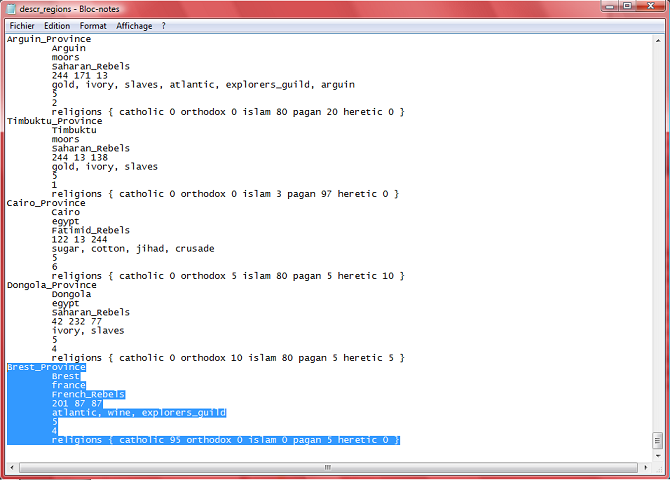 descr_regions - Bloc-notes
Fichier Edition Format Affichage ?
Arguin_Province
Arguin
moors
Saharan_Rebels
244 171 13
gold, ivory, slaves, atlantic, explorers_guild, arguin
5
2
religions { catholic 0 orthodox 0 islam 80 pagan 20 heretic 0 }
Timbuktu_Province
Timbuktu
moors
Saharan_Rebels
244 13 138
gold, ivory, slaves
5
1
religions { catholic 0 orthodox 0 islam 3 pagan 97 heretic 0 }
Cairo_Province
Cairo
egypt
Fatimid_Rebels
122 13 244
sugar, cotton, jihad, crusade
5
6
religions { catholic 0 orthodox 5 islam 80 pagan 5 heretic 10 }
Dongola_Province
Dongola
egypt
Saharan_Rebels
42 232 77
ivory, slaves
5
4
religions { catholic 0 orthodox 10 islam 80 pagan 5 heretic 5 }
Brest_Province
Brest
france
French_Rebels
201 87 87
atlantic, wine, explorers_guild
5
4
religions { catholic 95 orthodox 0 islam 0 pagan 5 heretic 0 }